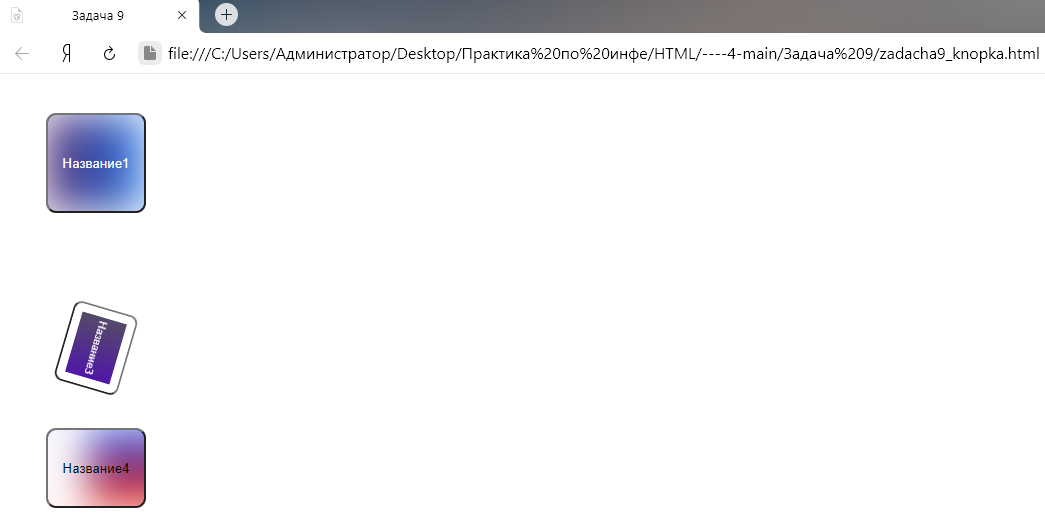 Задача 9
Я
file:///C:/Users/Администратор/Desktop/Практика%20по%20инфе/HTML/----4-main/Задача%209/zadacha9_knopka.html
Название1
Название3
Название4